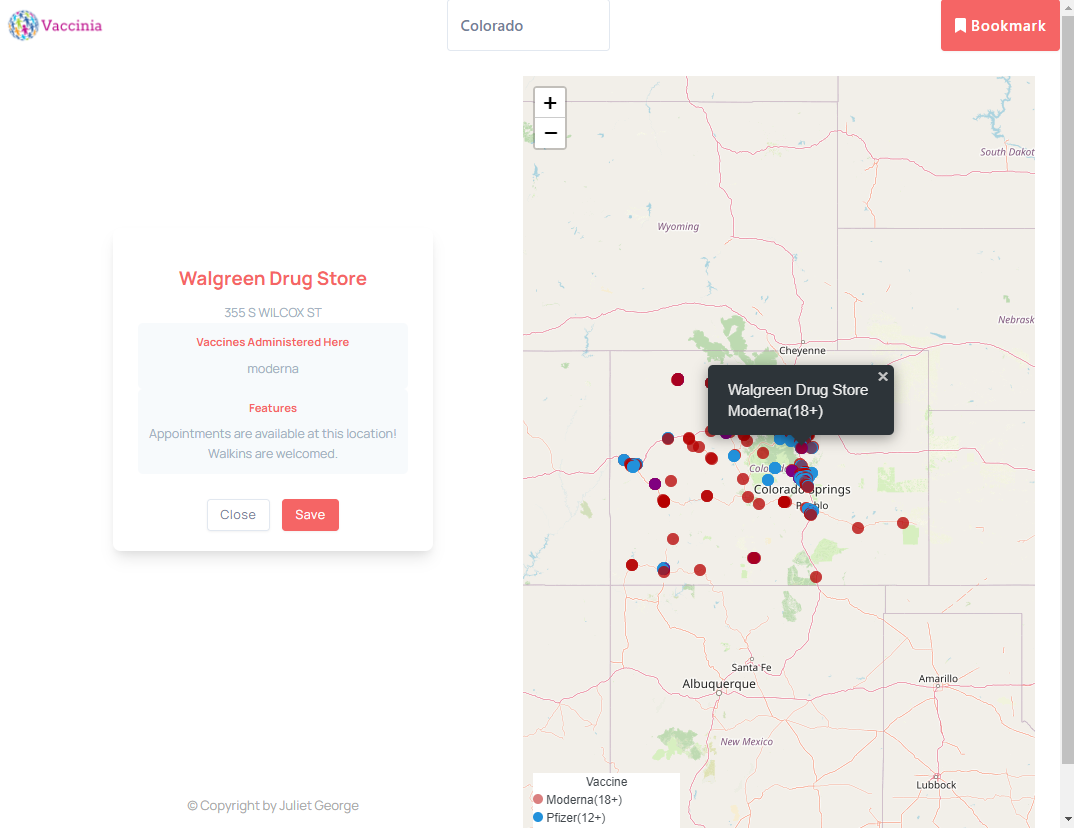 Vaccinia
Colorado
Bookmark
Walgreen Drug Store
355 S WILCOX ST
Vaccines Administered Here
moderna
Features
Appointments are available at this location!
Walkins are welcomed.
Close
Save
© Copyright by Juliet George
+
−
South Dakot
Wyoming
Nebrask
Cheyenne
Walgreen Drug Store
Moderna(18+)
×
Colorado Springs
Santa Fe
Albuquerque
Amarillo
New Mexico
Lubbock
Vaccine
Moderna(18+)
Pfizer(12+)